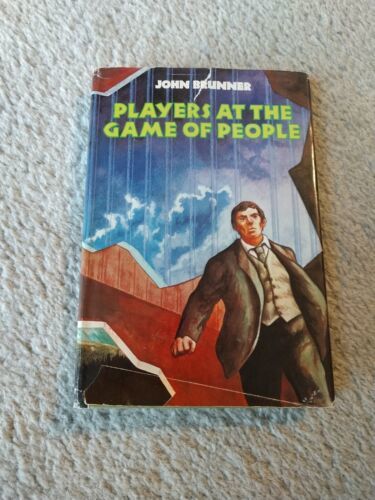 JOHN BRUNNER
PLAYERS AT THE
GAME OF PEOPLE